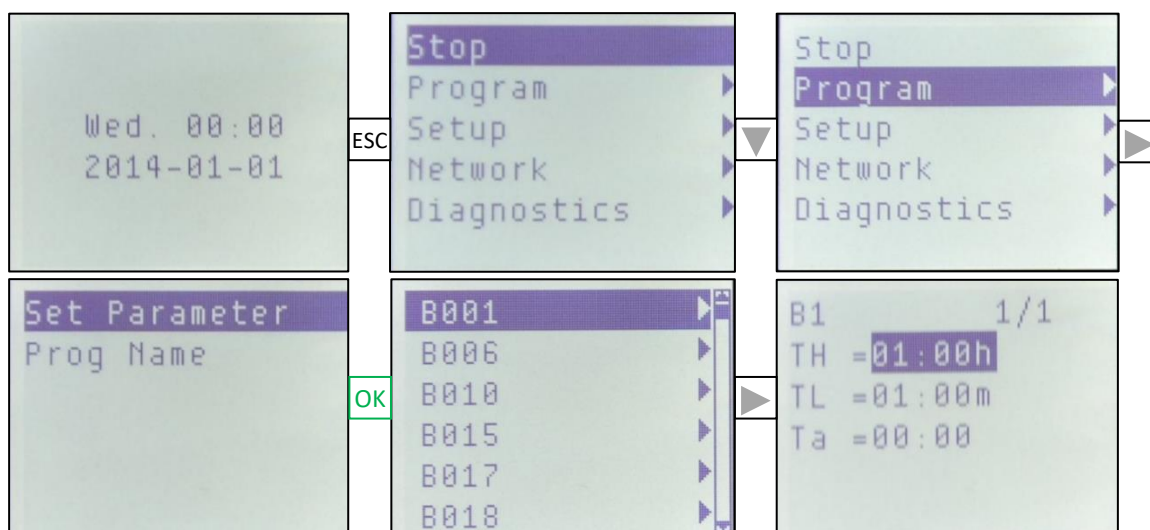 Wed. 00:00
2014-01-01
ESC
Stop
Program
Setup
Network
Diagnostics
Stop
Program
Setup
Network
Diagnostics
Set Parameter
Prog Name
OK
B001
B006
B010
B015
B017
B018
B1 1/1
TH =01:00h
TL =01:00m
Ta =00:00